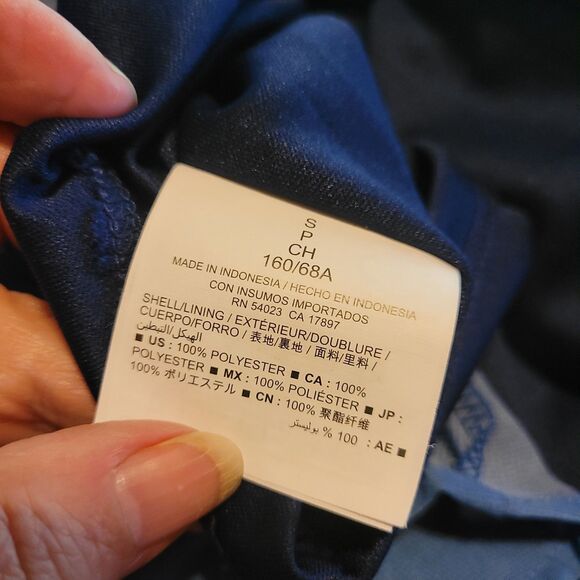 S
P
CH
160/68A
MADE IN INDONESIA / HECHO EN INDONESIA
CON INSUMOS IMPORTADOS
RN 54023 CA 17897
SHELL/LINING / EXTÉRIEUR/DOUBLURE /
CUERPO/FORRO / 表地/裏地 / 面料/里料 /
الهيكل/التبطين
■ US : 100% POLYESTER ■ CA : 100%
POLYESTER ■ MX : 100% POLIÉSTER ■ JP :
100% ポリエステル ■ CN : 100% 聚酯纤维
■ AE : 100 % بوليستر